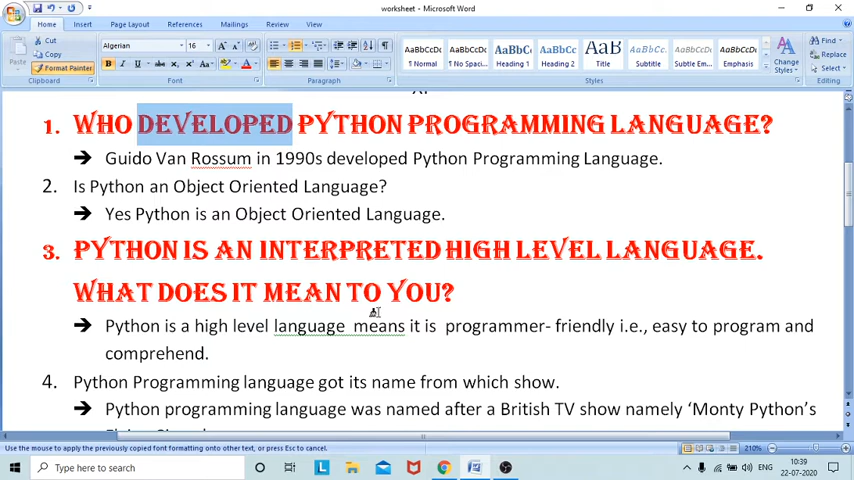 worksheet - Microsoft Word
Home Insert Page Layout References Mailings Review View
Cut
Copy
Format Painter
Paste
Clipboard
Algerian 16
Font
Paragraph
AaBbCcDc AaBbCcDc AaBbC AaBbCc AaB AaBbCcL AaBbCcDc AaBbCcDc
¶ Normal ¶ No Spaci... Heading 1 Heading 2 Title Subtitle Subtle Em... Emphasis
Styles
Change
Styles
Find
Replace
Select
Editing
1. WHO DEVELOPED PYTHON PROGRAMMING LANGUAGE?
➔ Guido Van Rossum in 1990s developed Python Programming Language.
2. Is Python an Object Oriented Language?
➔ Yes Python is an Object Oriented Language.
3. PYTHON IS AN INTERPRETED HIGH LEVEL LANGUAGE.
WHAT DOES IT MEAN TO YOU?
➔ Python is a high level language means it is programmer- friendly i.e., easy to program and
comprehend.
4. Python Programming language got its name from which show.
➔ Python programming language was named after a British TV show namely ‘Monty Python’s
Use the mouse to apply the previously copied font formatting onto other text, or press Esc to cancel.
210%
Type here to search
ENG
10:39
22-07-2020